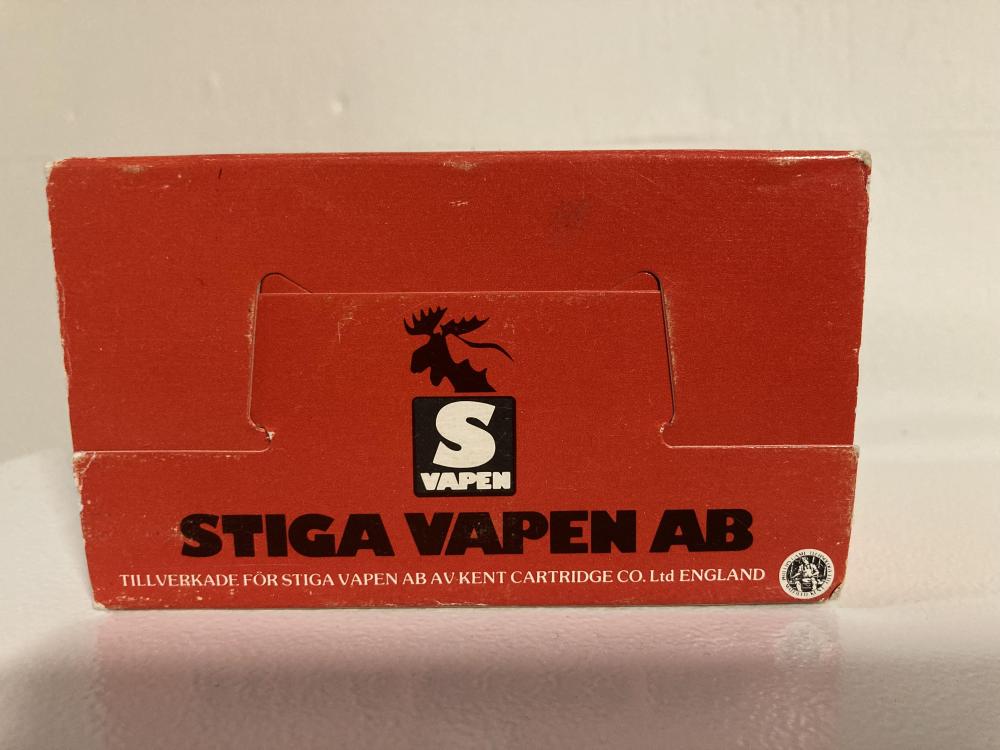 S
VAPEN
STIGA VAPEN AB
TILLVERKADE FÖR STIGA VAPEN AB AV·KENT CARTRIDGE CO. Ltd ENGLAND